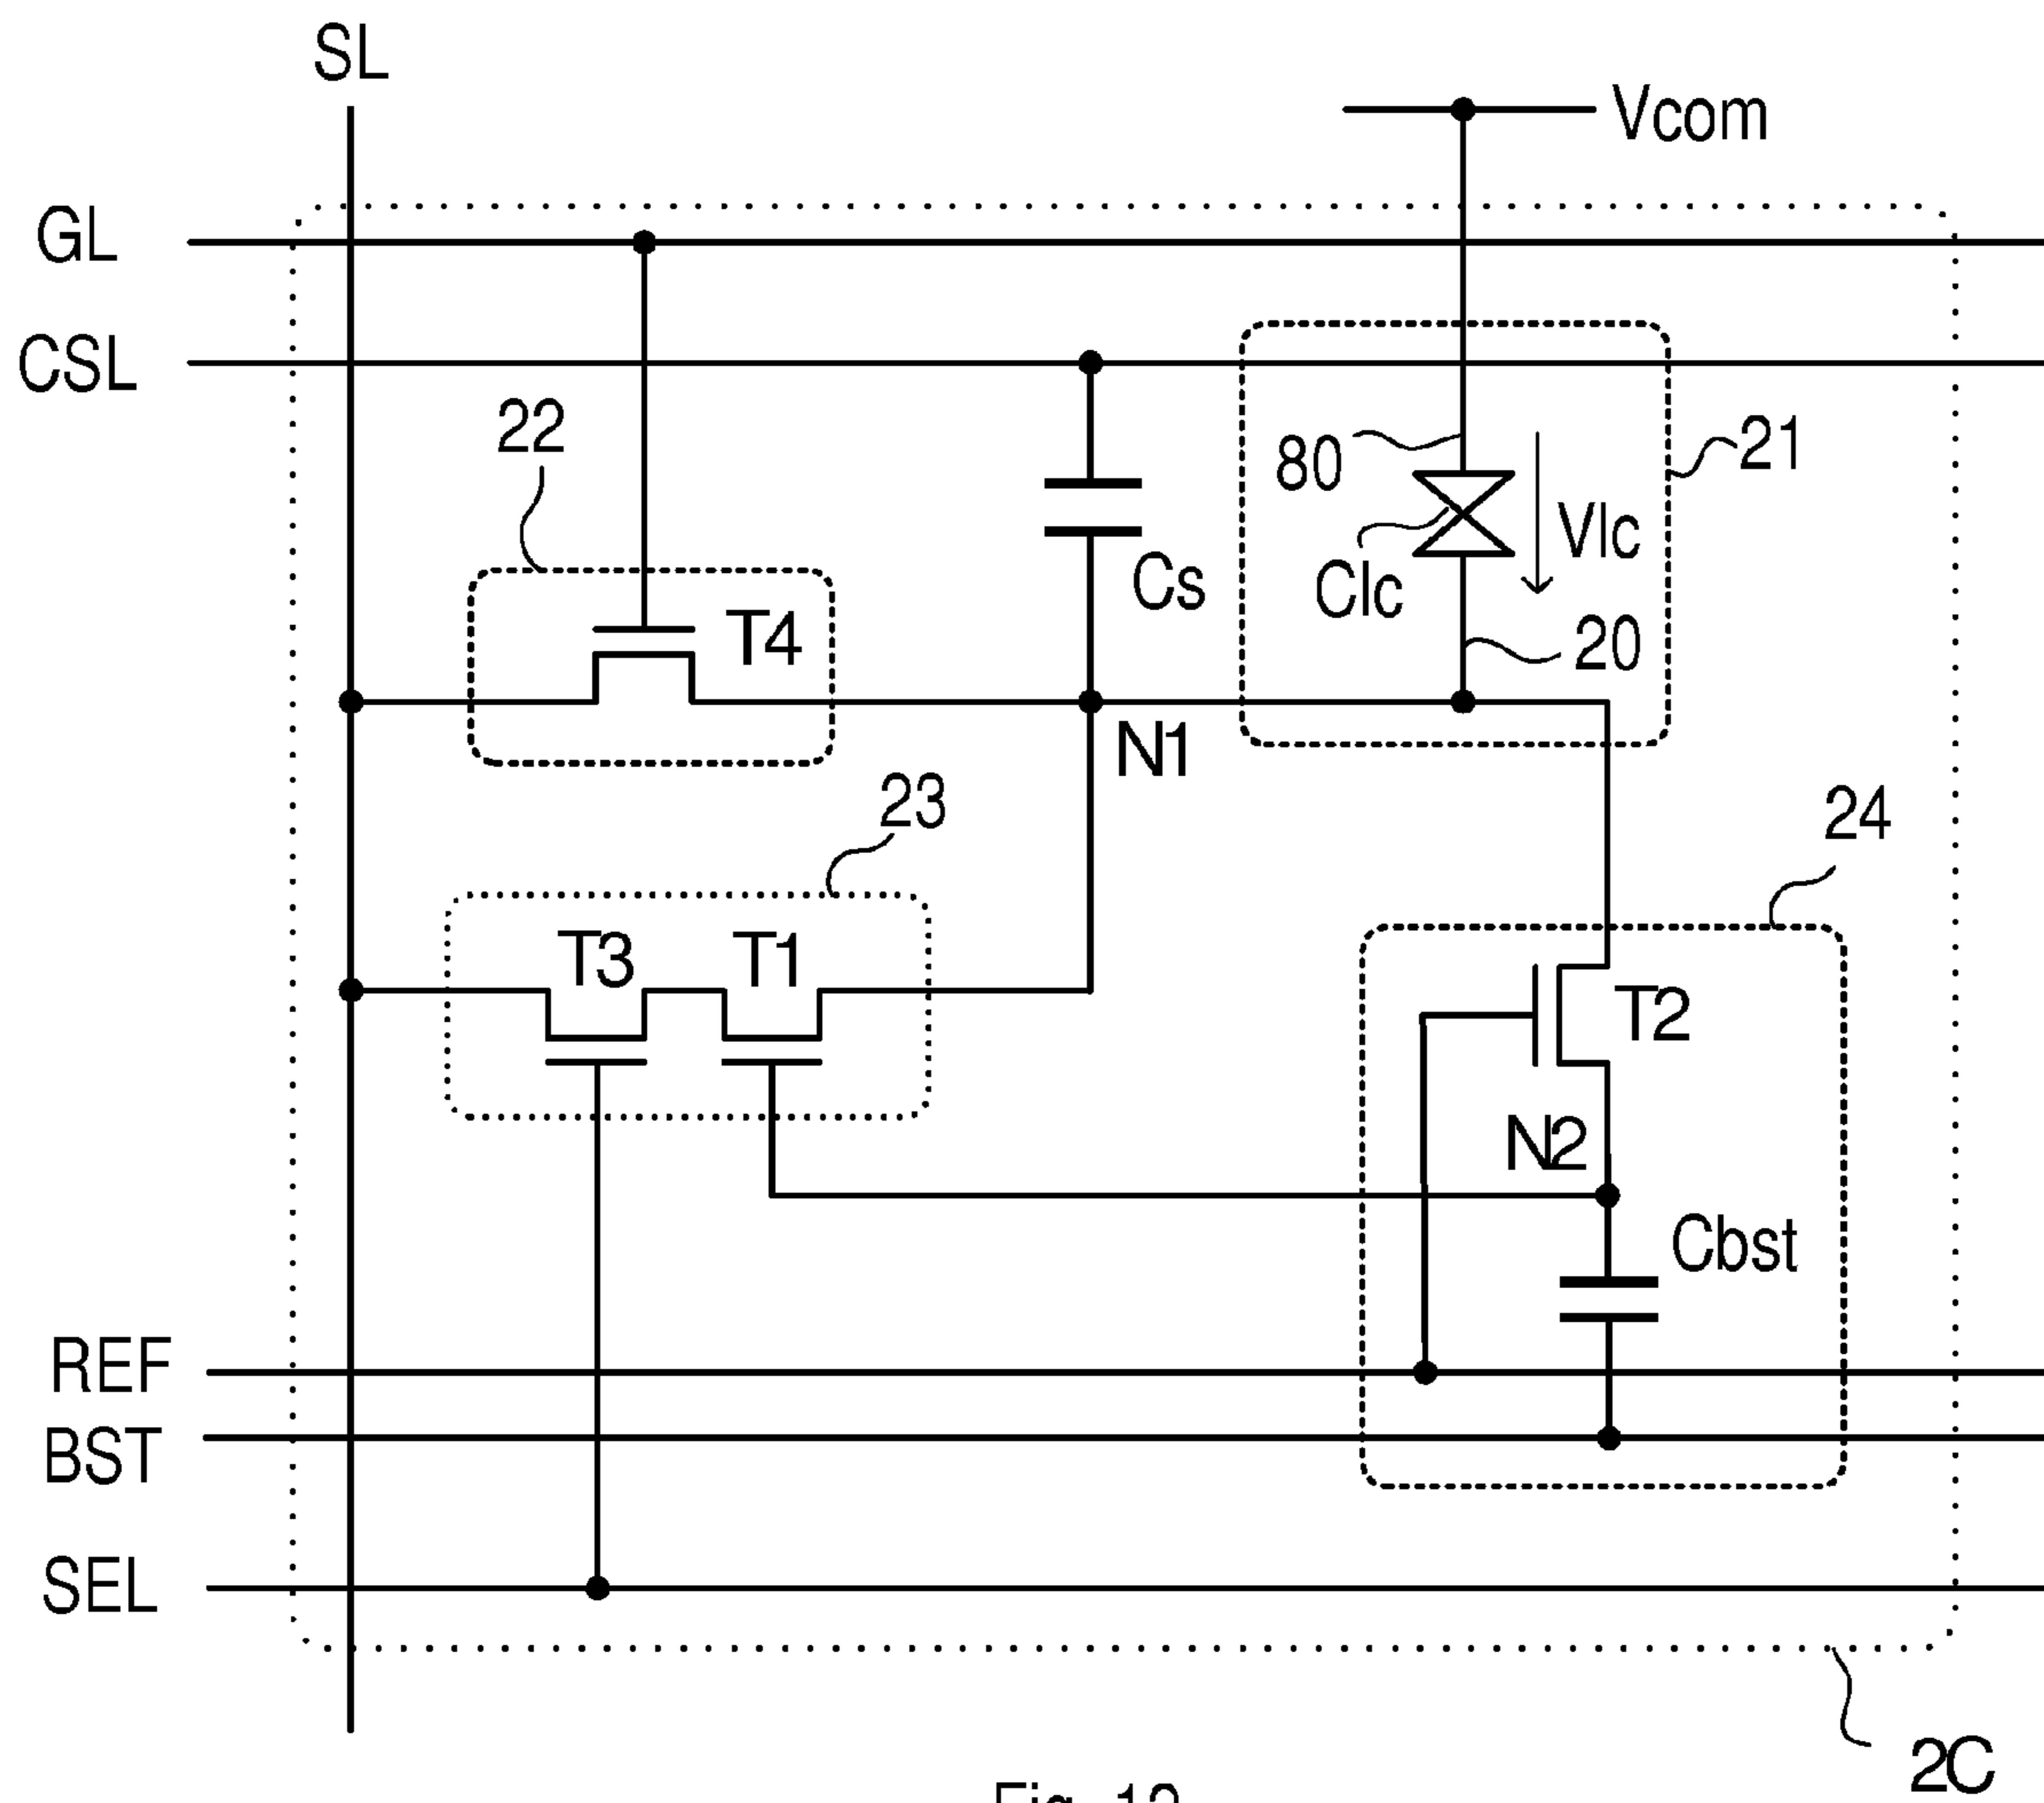 SL
Vcom
GL
CSL
22
80
21
Vlc
Clc
Cs
T4
20
N1
23
24
T3
T1
T2
N2
Cbst
REF
BST
SEL
2C